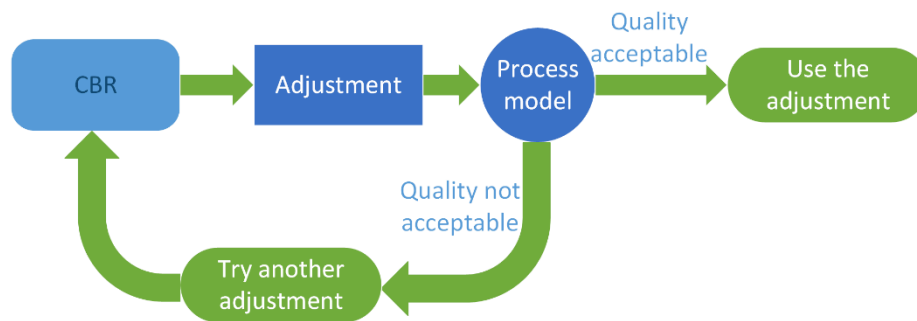 CBR
Adjustment
Process
model
Quality
acceptable
Use the
adjustment
Quality not
acceptable
Try another
adjustment